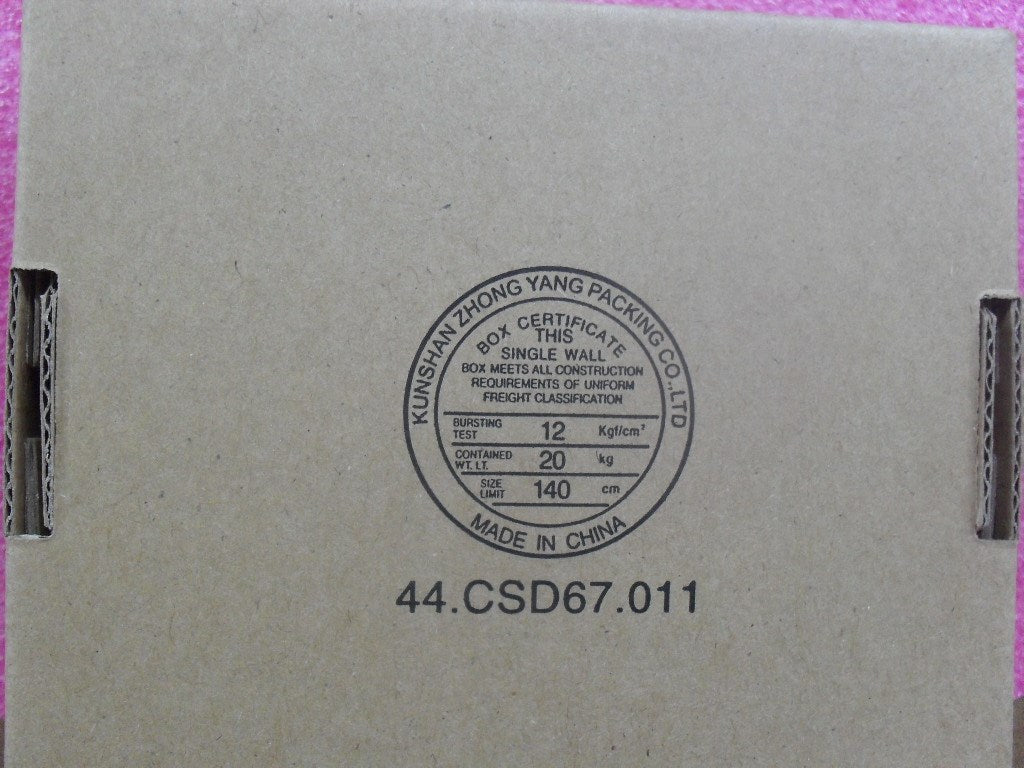 KUNSHAN ZHONG YANG PACKING CO.,LTD
BOX CERTIFICATE
THIS
SINGLE WALL
BOX MEETS ALL CONSTRUCTION
REQUIREMENTS OF UNIFORM
FREIGHT CLASSIFICATION
BURSTING TEST 12 Kgf/cm²
CONTAINED WT. LT. 20 kg
SIZE LIMIT 140 cm
MADE IN CHINA
44.CSD67.011